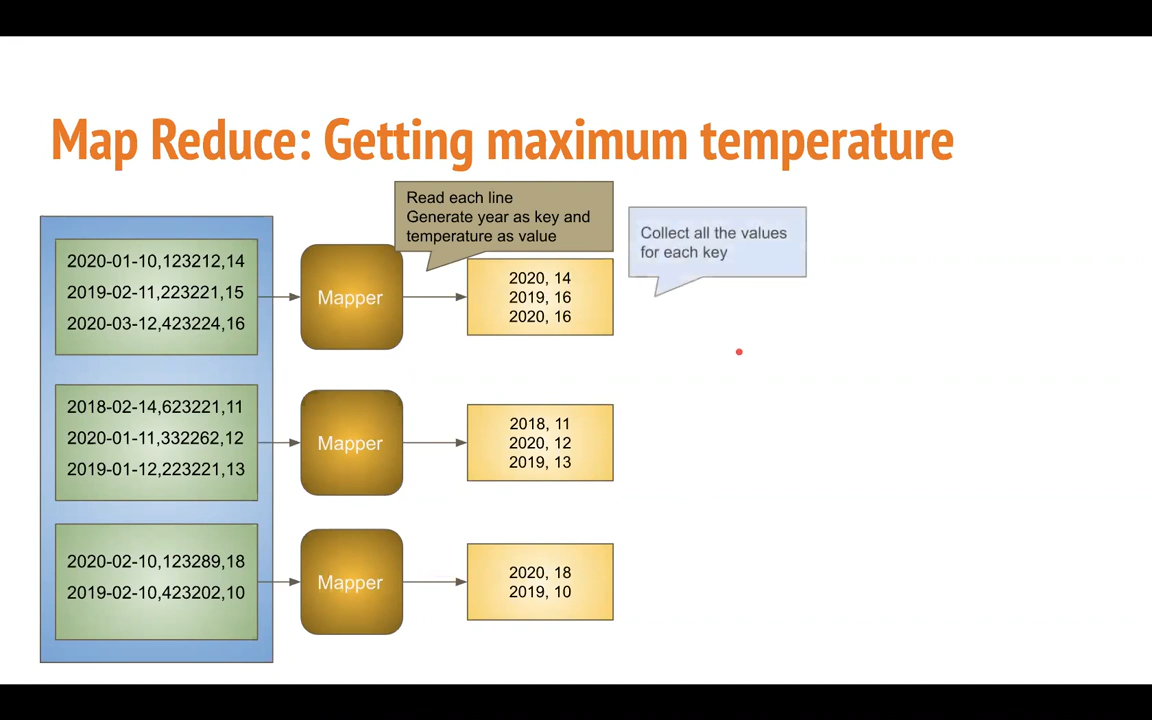 Map Reduce: Getting maximum temperature
Read each line
Generate year as key and
temperature as value
Collect all the values
for each key
2020-01-10,123212,14
2019-02-11,223221,15
2020-03-12,423224,16
Mapper
2020, 14
2019, 16
2020, 16
2018-02-14,623221,11
2020-01-11,332262,12
2019-01-12,223221,13
Mapper
2018, 11
2020, 12
2019, 13
2020-02-10,123289,18
2019-02-10,423202,10
Mapper
2020, 18
2019, 10